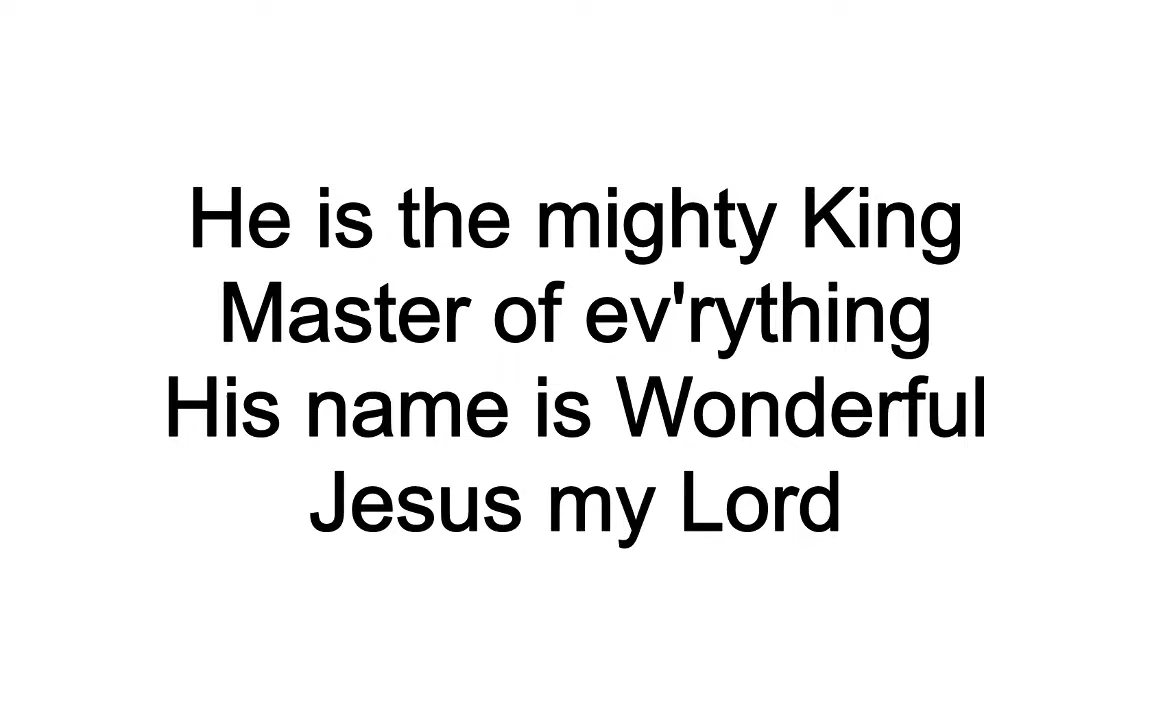 He is the mighty King
Master of ev'rything
His name is Wonderful
Jesus my Lord